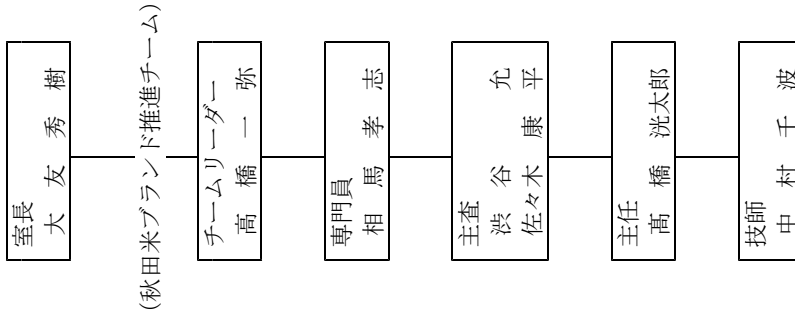 室長
大友秀樹
(秋田米ブランド推進チーム)
チームリーダー
高橋一弥
専門員
相馬孝志
主査
渋谷允
佐々木康平
主任
髙橋洸太郎
技師
中村千波